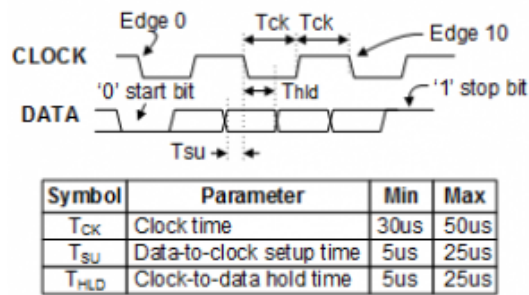 Edge 0
Tck Tck
Edge 10
CLOCK
'0' start bit
Thld
'1' stop bit
DATA
Tsu
Symbol Parameter Min Max
TCK Clock time 30us 50us
TSU Data-to-clock setup time 5us 25us
THLD Clock-to-data hold time 5us 25us